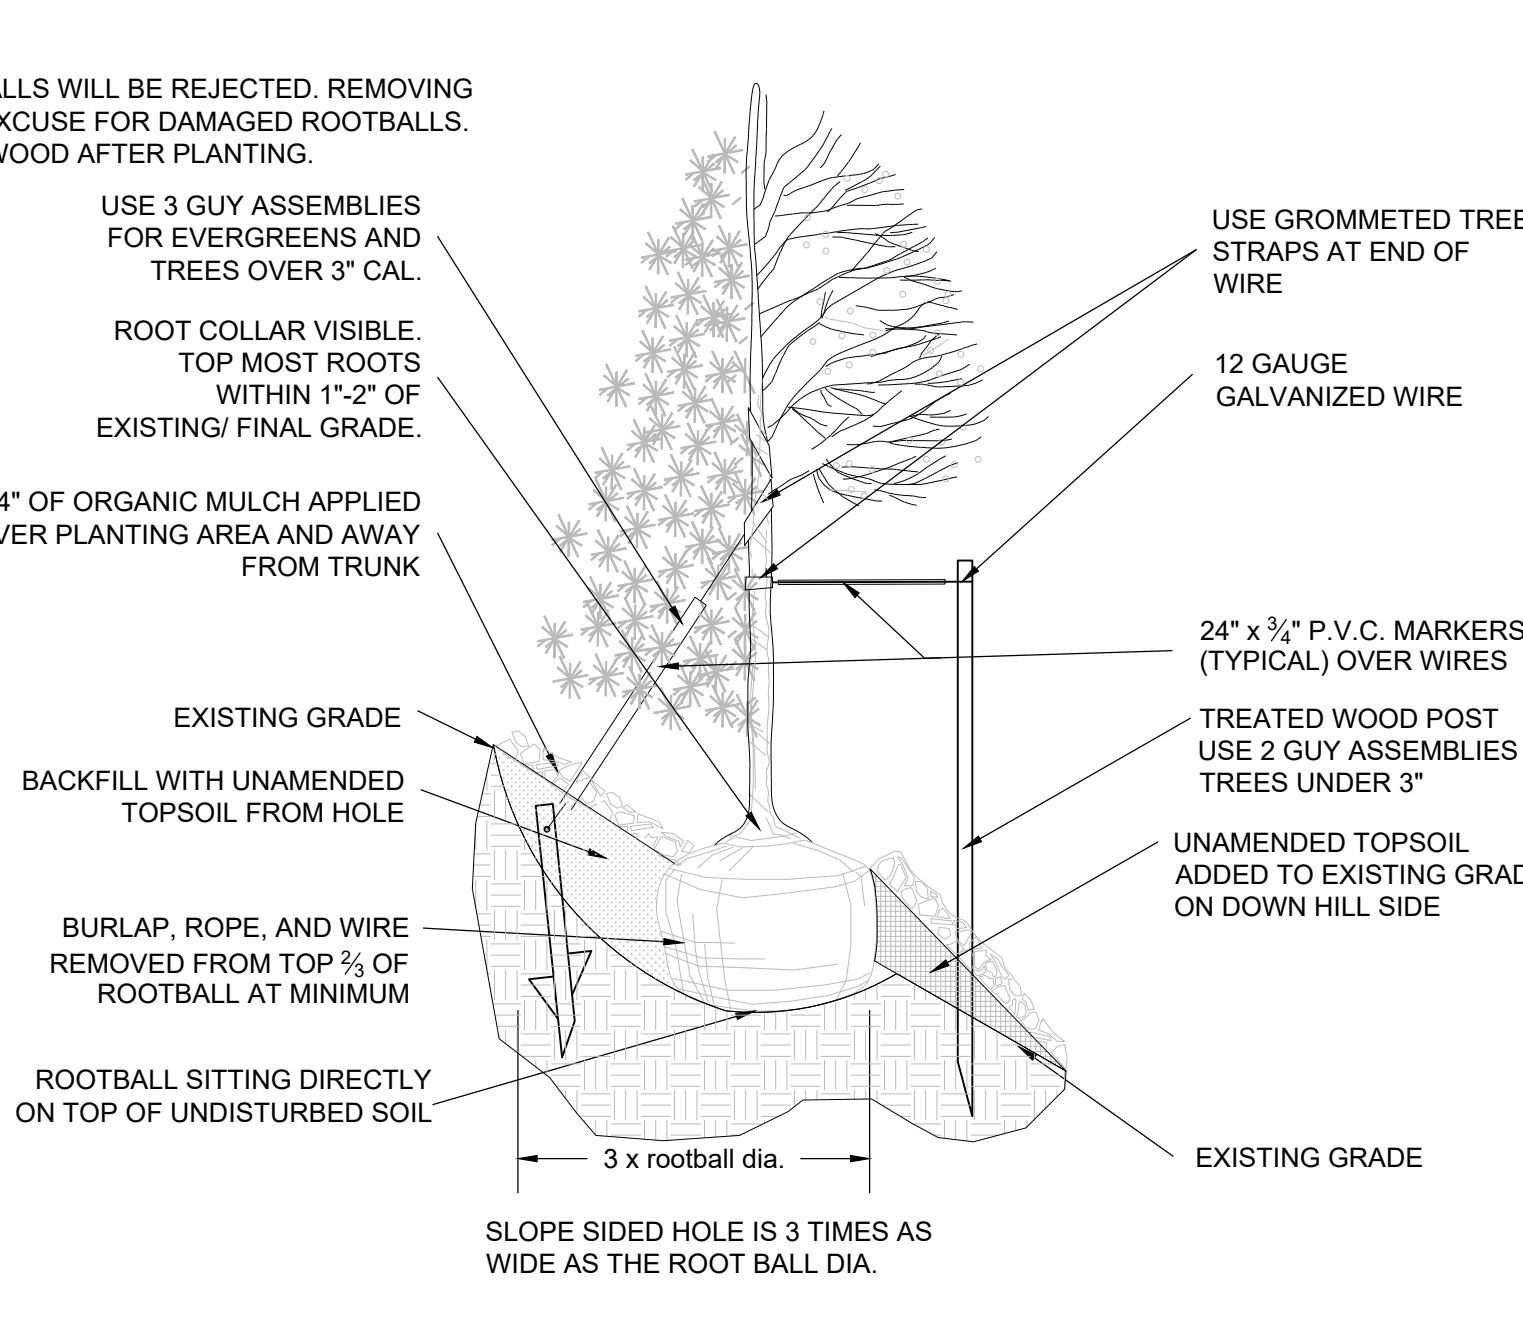 ALLS WILL BE REJECTED. REMOVING
XCUSE FOR DAMAGED ROOTBALLS.
WOOD AFTER PLANTING.
USE 3 GUY ASSEMBLIES
FOR EVERGREENS AND
TREES OVER 3" CAL.
ROOT COLLAR VISIBLE.
TOP MOST ROOTS
WITHIN 1"-2" OF
EXISTING/ FINAL GRADE.
4" OF ORGANIC MULCH APPLIED
VER PLANTING AREA AND AWAY
FROM TRUNK
EXISTING GRADE
BACKFILL WITH UNAMENDED
TOPSOIL FROM HOLE
BURLAP, ROPE, AND WIRE
REMOVED FROM TOP ⅔ OF
ROOTBALL AT MINIMUM
ROOTBALL SITTING DIRECTLY
ON TOP OF UNDISTURBED SOIL
USE GROMMETED TREE
STRAPS AT END OF
WIRE
12 GAUGE
GALVANIZED WIRE
24" x ¾" P.V.C. MARKERS
(TYPICAL) OVER WIRES
TREATED WOOD POST
USE 2 GUY ASSEMBLIES
TREES UNDER 3"
UNAMENDED TOPSOIL
ADDED TO EXISTING GRAD
ON DOWN HILL SIDE
EXISTING GRADE
3 x rootball dia.
SLOPE SIDED HOLE IS 3 TIMES AS
WIDE AS THE ROOT BALL DIA.